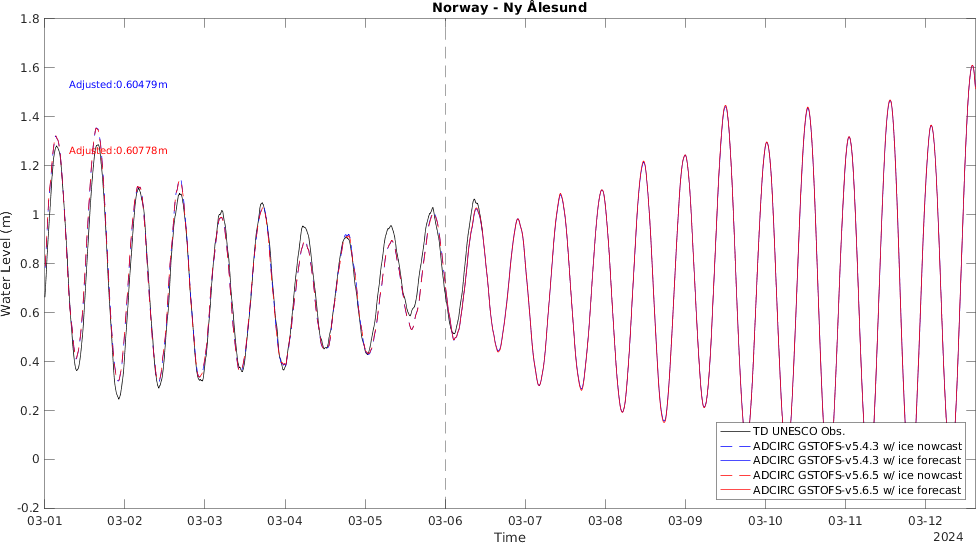 Norway - Ny Ålesund
1.8
1.6
1.4
1.2
1
0.8
0.6
0.4
0.2
0
-0.2
Water Level (m)
Adjusted:0.60479m
Adjusted:0.60778m
TD UNESCO Obs.
ADCIRC GSTOFS-v5.4.3 w/ ice nowcast
ADCIRC GSTOFS-v5.4.3 w/ ice forecast
ADCIRC GSTOFS-v5.6.5 w/ ice nowcast
ADCIRC GSTOFS-v5.6.5 w/ ice forecast
03-01 03-02 03-03 03-04 03-05 03-06 03-07 03-08 03-09 03-10 03-11 03-12
Time
2024